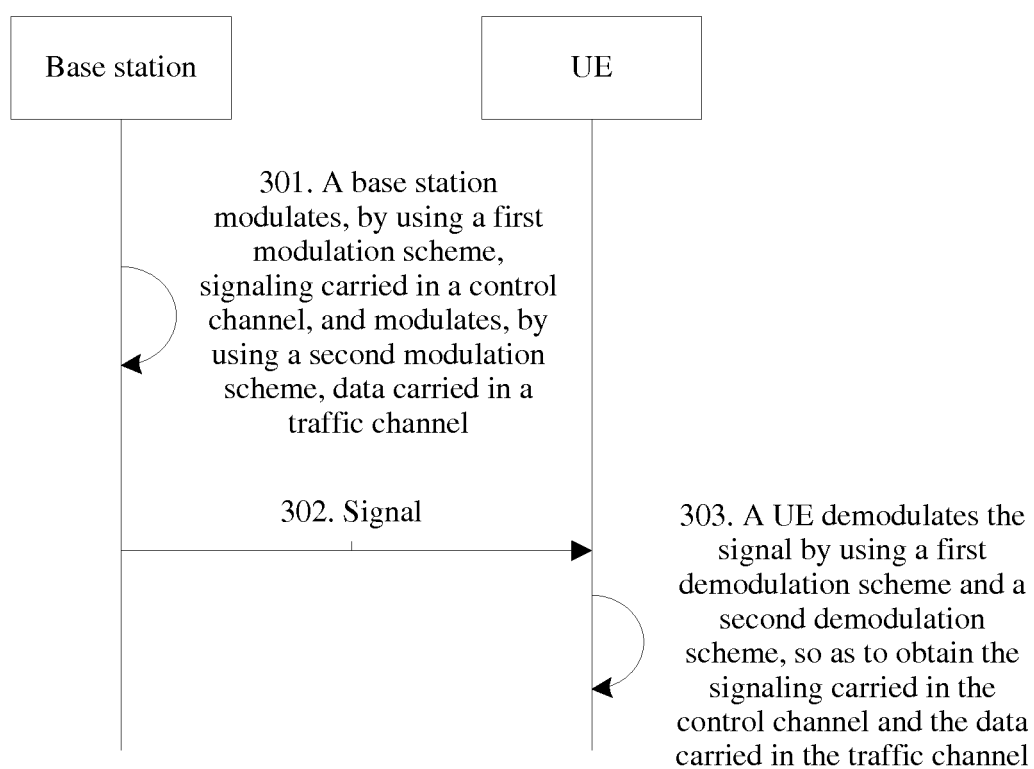 Base station
UE
301. A base station
modulates, by using a first
modulation scheme,
signaling carried in a control
channel, and modulates, by
using a second modulation
scheme, data carried in a
traffic channel
302. Signal
303. A UE demodulates the
signal by using a first
demodulation scheme and a
second demodulation
scheme, so as to obtain the
signaling carried in the
control channel and the data
carried in the traffic channel